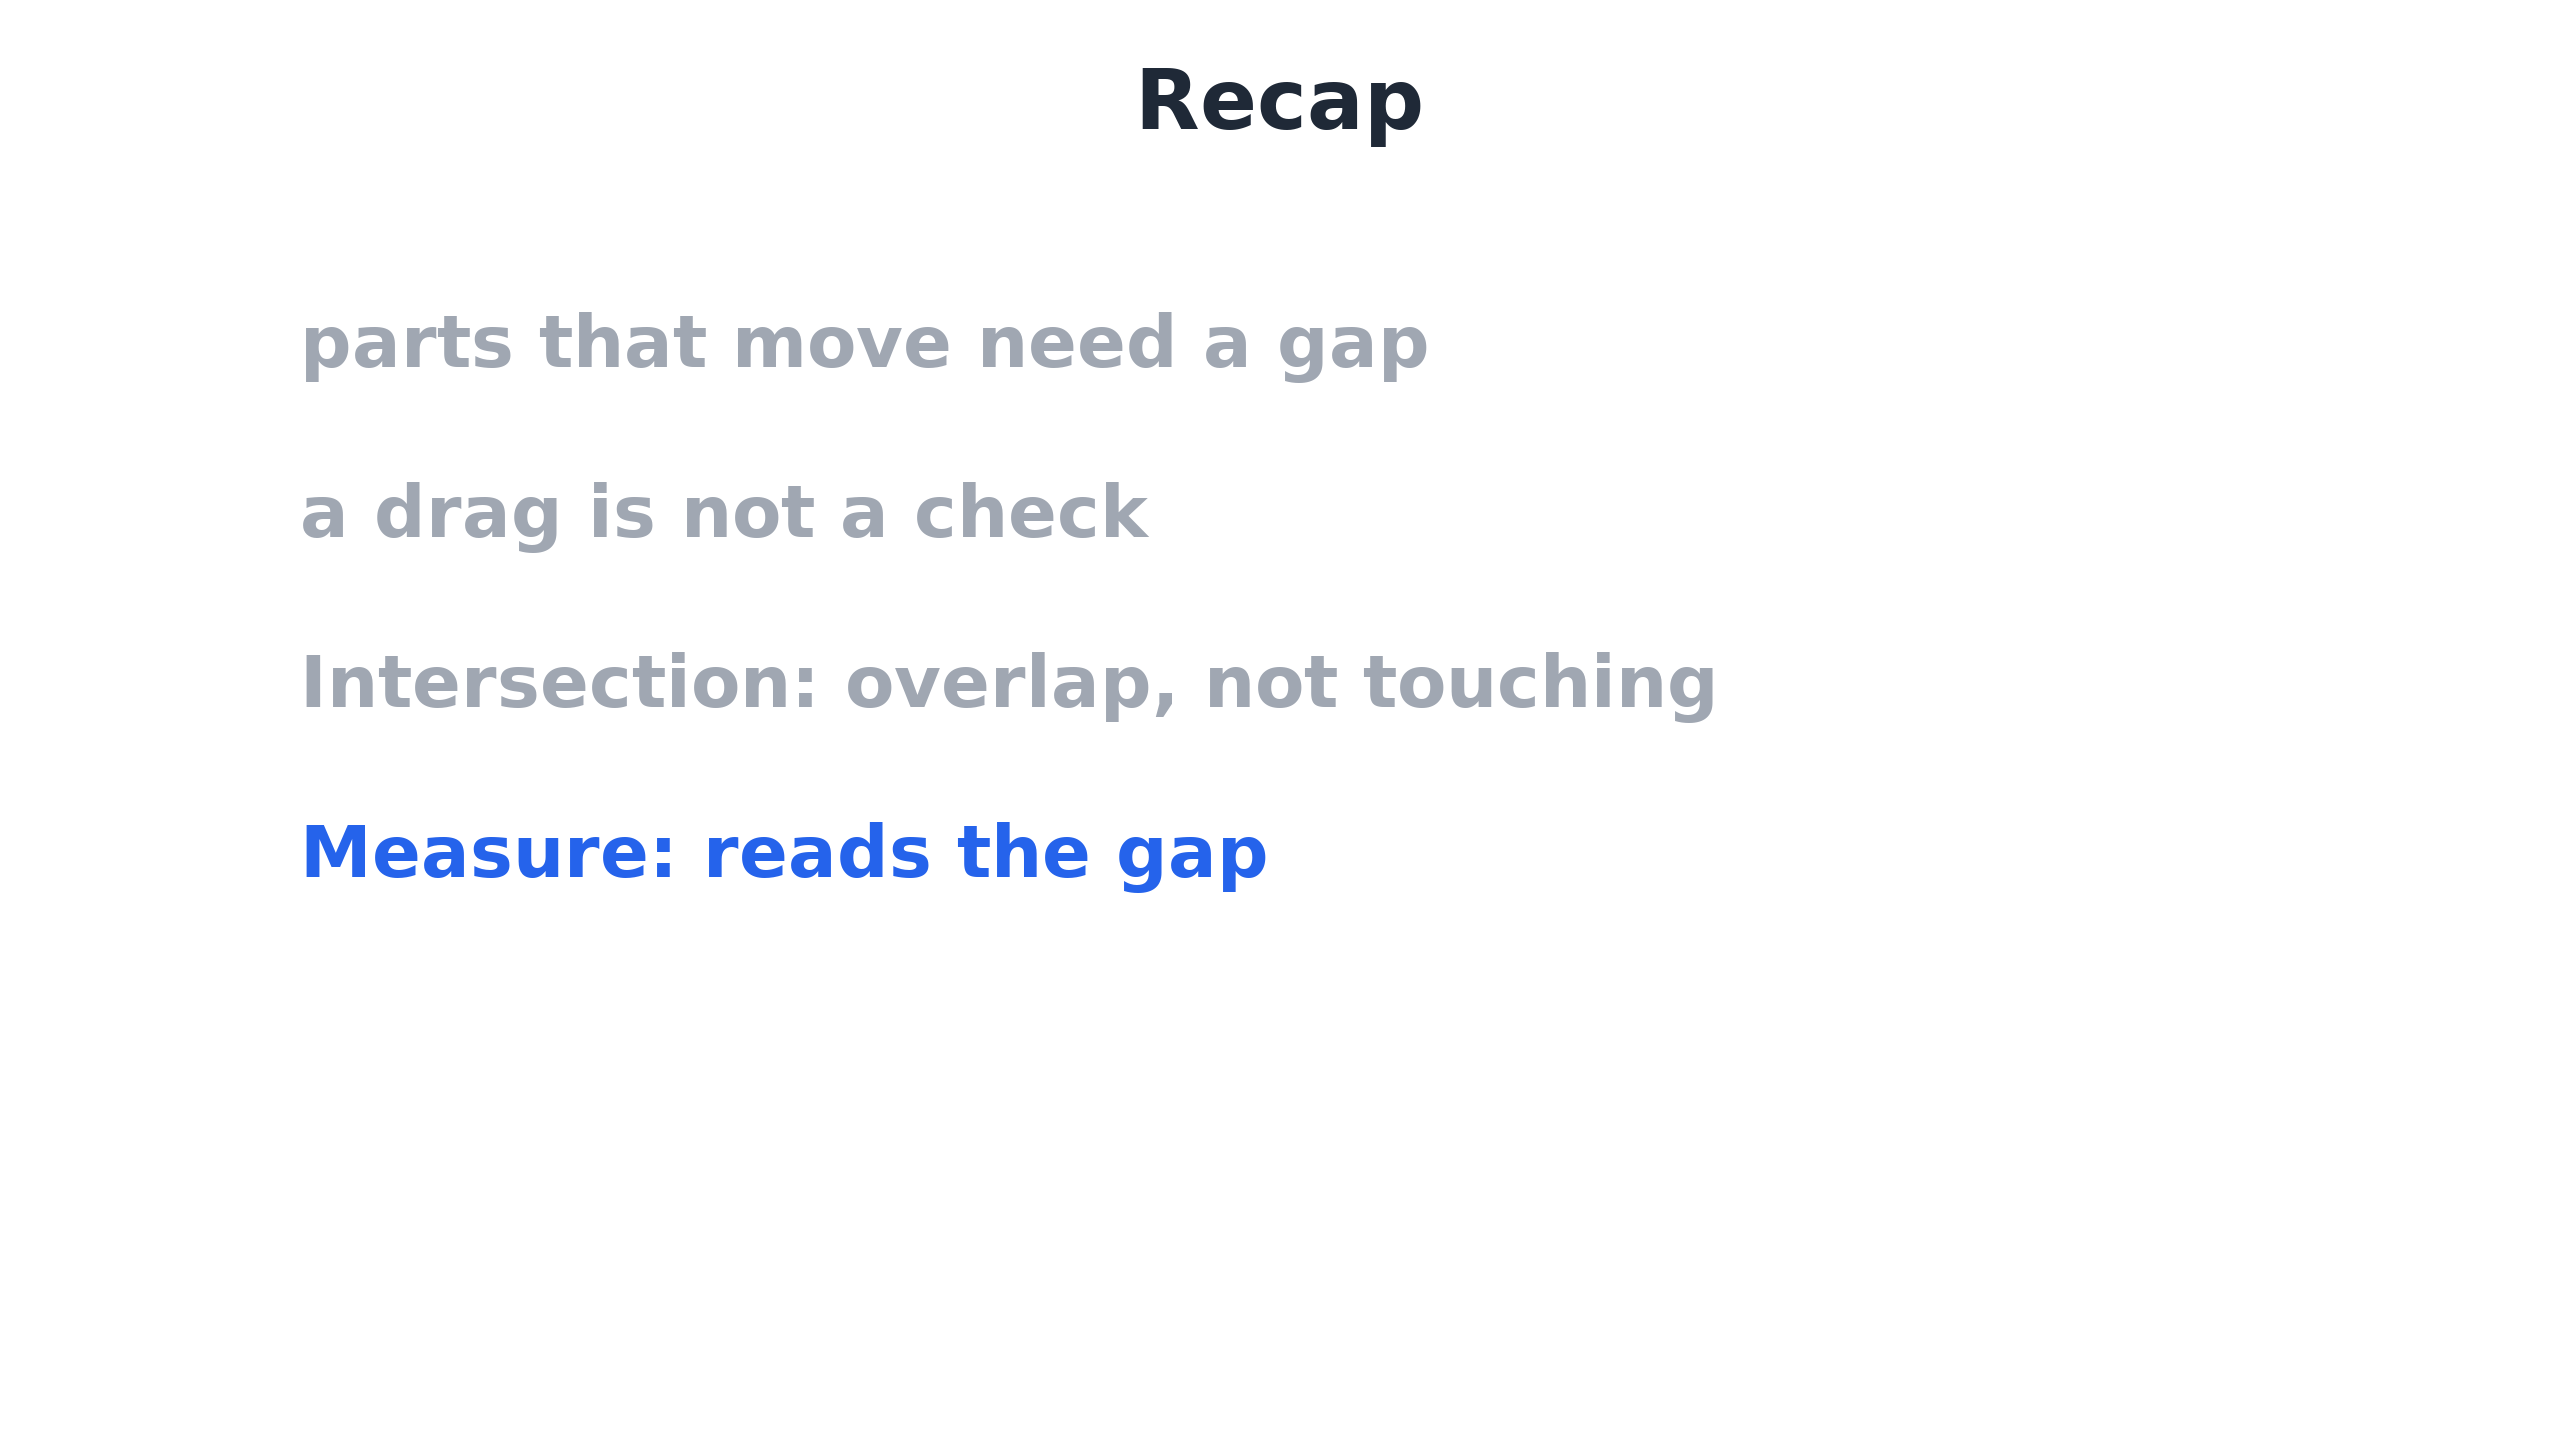 Recap
parts that move need a gap
a drag is not a check
Intersection: overlap, not touching
Measure: reads the gap